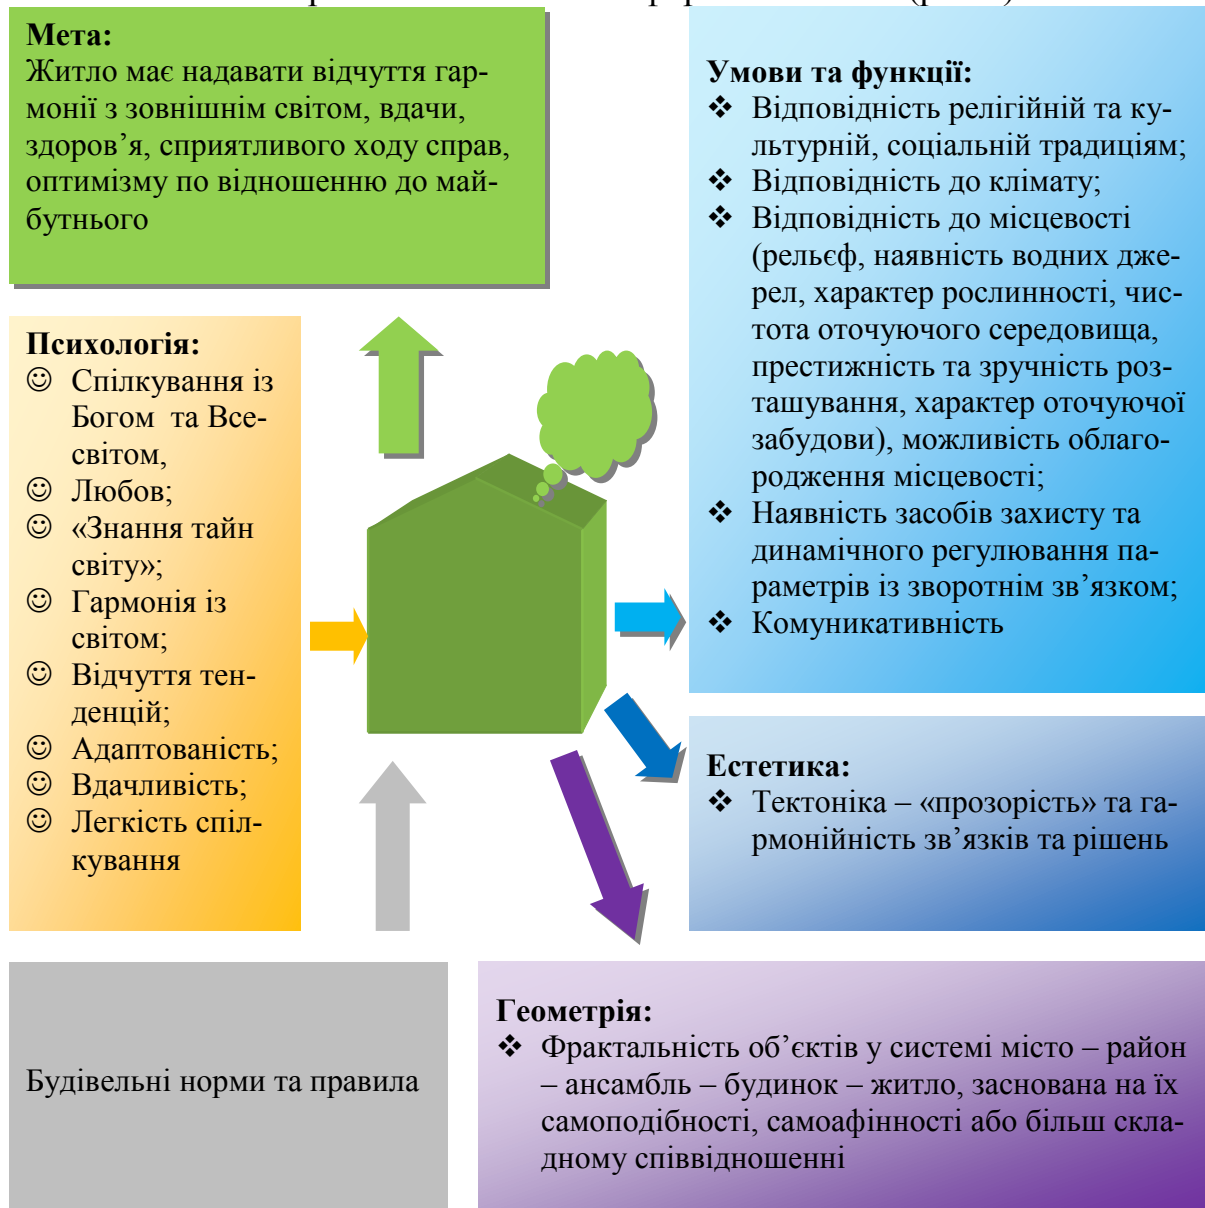 Мета:
Житло має надавати відчуття гар-
монії з зовнішнім світом, вдачи,
здоров’я, сприятливого ходу справ,
оптимізму по відношенню до май-
бутнього
Умови та функції:
❖ Відповідність релігійній та ку-
льтурній, соціальній традиціям;
❖ Відповідність до клімату;
❖ Відповідність до місцевості
(рельєф, наявність водних дже-
рел, характер рослинності, чис-
тота оточуючого середовища,
престижність та зручність роз-
ташування, характер оточуючої
забудови), можливість облаго-
родження місцевості;
❖ Наявність засобів захисту та
динамічного регулювання па-
раметрів із зворотнім зв’язком;
❖ Комуникативність
Психологія:
☺ Спілкування із
Богом та Все-
світом,
☺ Любов;
☺ «Знання тайн
світу»;
☺ Гармонія із
світом;
☺ Відчуття тен-
денцій;
☺ Адаптованість;
☺ Вдачливість;
☺ Легкість спіл-
кування
Естетика:
❖ Тектоніка – «прозорість» та га-
рмонійність зв’язків та рішень
Будівельні норми та правила
Геометрія:
❖ Фрактальність об’єктів у системі місто – район
– ансамбль – будинок – житло, заснована на їх
самоподібності, самоафінності або більш скла-
дному співвідношенні